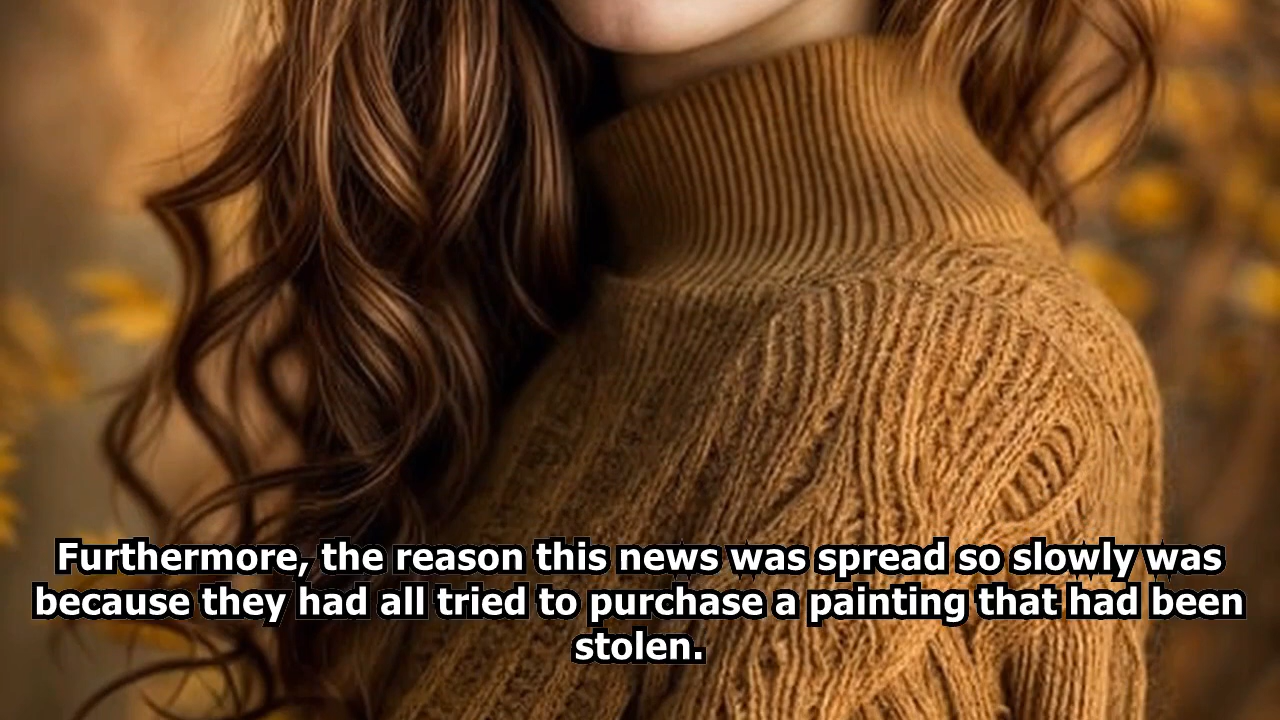 Furthermore, the reason this news was spread so slowly was
because they had all tried to purchase a painting that had been
stolen.